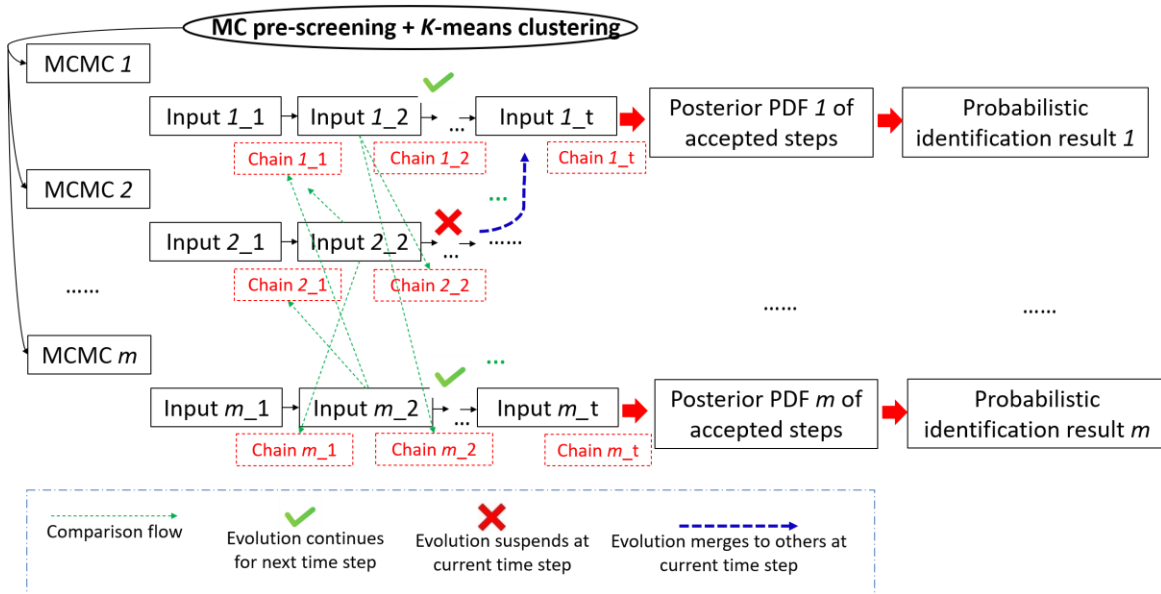 MC pre-screening + K-means clustering
MCMC 1
Input 1_1
Input 1_2
...
Input 1_t
Posterior PDF 1 of
accepted steps
Probabilistic
identification result 1
Chain 1_1
Chain 1_2
Chain 1_t
MCMC 2
...
Input 2_1
Input 2_2
...
......
Chain 2_1
Chain 2_2
......
......
......
MCMC m
...
Input m_1
Input m_2
...
Input m_t
Posterior PDF m of
accepted steps
Probabilistic
identification result m
Chain m_1
Chain m_2
Chain m_t
Comparison flow
Evolution continues
for next time step
Evolution suspends at
current time step
Evolution merges to others at
current time step